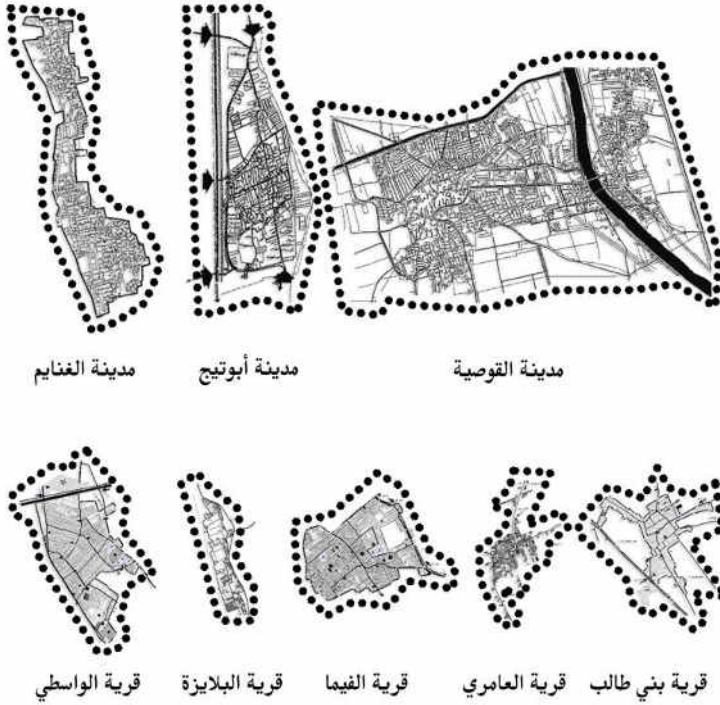 مدينة القوصية مدينة أبوتيج مدينة الغنايم
قرية بني طالب قرية العامري قرية الفيما قرية البلايزة قرية الواسطي